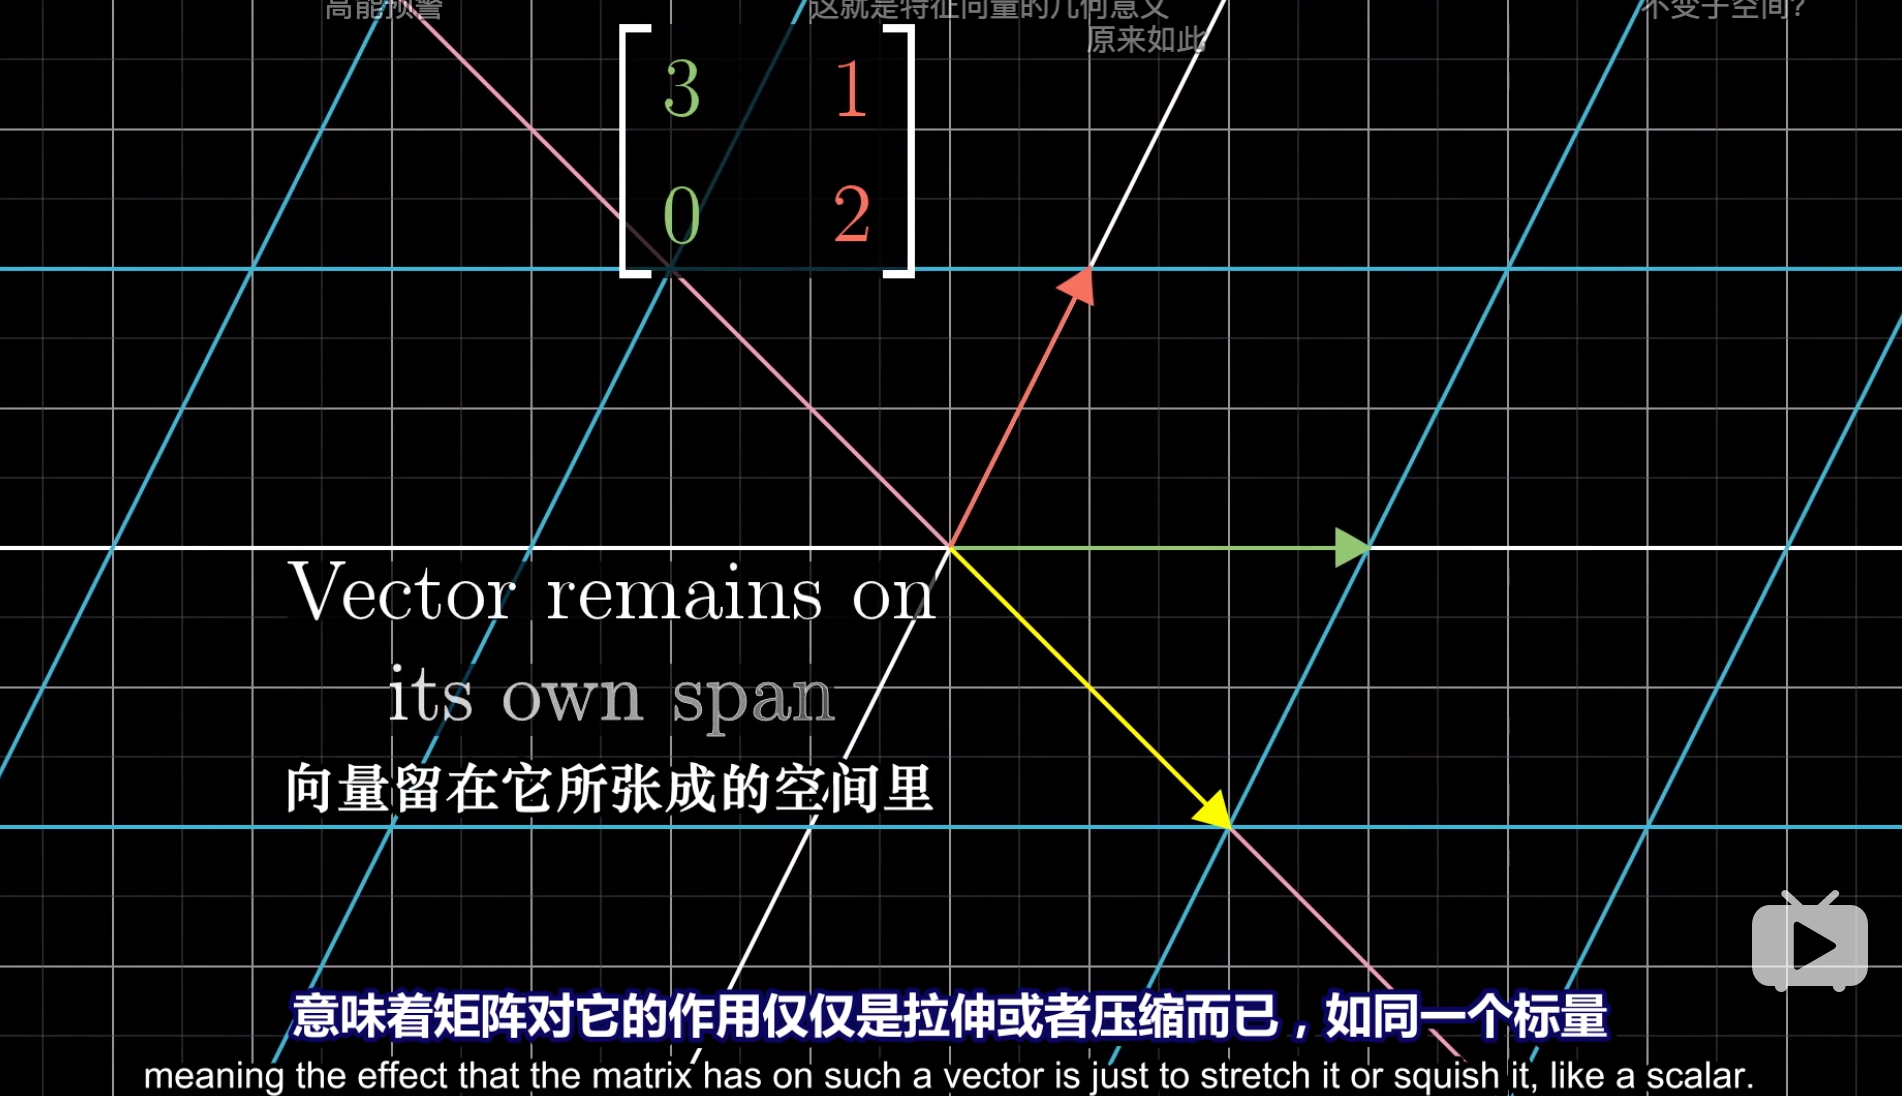 高能预警
这就是特征向量的几何意义
不变子空间?
原来如此
3 1
0 2
Vector remains on
its own span
向量留在它所张成的空间里
意味着矩阵对它的作用仅仅是拉伸或者压缩而已，如同一个标量
meaning the effect that the matrix has on such a vector is just to stretch it or squish it, like a scalar.